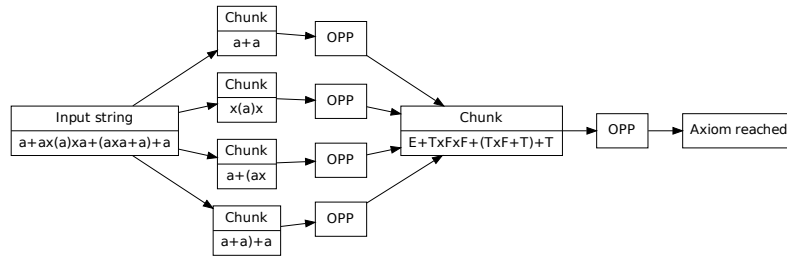 Input string
a+ax(a)xa+(axa+a)+a
Chunk
a+a
OPP
Chunk
x(a)x
OPP
Chunk
a+(ax
OPP
Chunk
a+a)+a
OPP
Chunk
E+TxFxF+(TxF+T)+T
OPP
Axiom reached